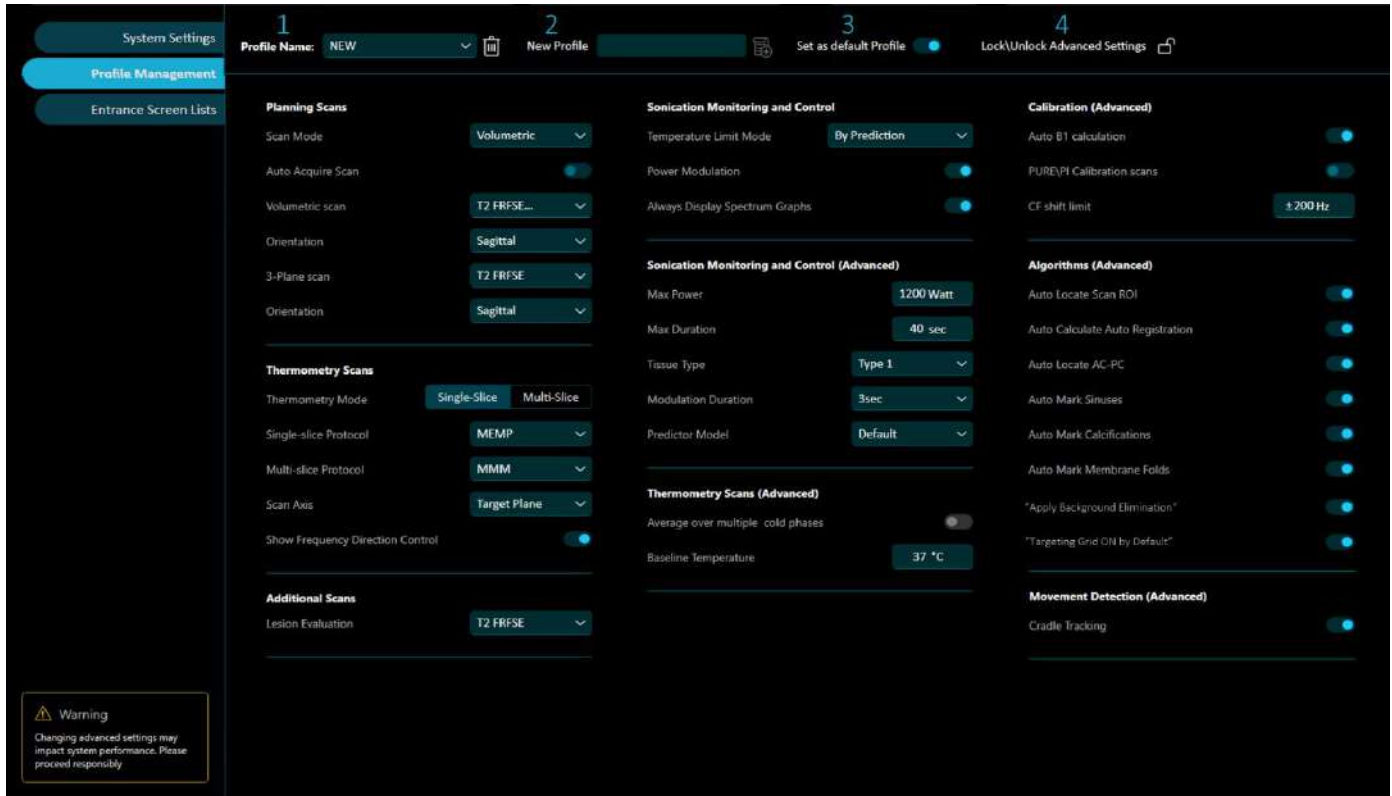 1
2
3
4
System Settings
Profile Management
Entrance Screen Lists
Profile Name: NEW
New Profile
Set as default Profile
Lock\Unlock Advanced Settings
Planning Scans
Scan Mode Volumetric
Auto Acquire Scan
Volumetric scan T2 FRFSE...
Orientation Sagittal
3-Plane scan T2 FRFSE
Orientation Sagittal
Thermometry Scans
Thermometry Mode Single-Slice Multi-Slice
Single-slice Protocol MEMP
Multi-slice Protocol MMM
Scan Axis Target Plane
Show Frequency Direction Control
Additional Scans
Lesion Evaluation T2 FRFSE
Sonication Monitoring and Control
Temperature Limit Mode By Prediction
Power Modulation
Always Display Spectrum Graphs
Sonication Monitoring and Control (Advanced)
Max Power 1200 Watt
Max Duration 40 sec
Tissue Type Type 1
Modulation Duration 3sec
Predictor Model Default
Thermometry Scans (Advanced)
Average over multiple cold phases
Baseline Temperature 37 °C
Calibration (Advanced)
Auto B1 calculation
PURE\PI Calibration scans
CF shift limit ±200 Hz
Algorithms (Advanced)
Auto Locate Scan ROI
Auto Calculate Auto Registration
Auto Locate AC-PC
Auto Mark Sinuses
Auto Mark Calcifications
Auto Mark Membrane Folds
"Apply Background Elimination"
"Targeting Grid ON by Default"
Movement Detection (Advanced)
Cradle Tracking
Warning
Changing advanced settings may
impact system performance. Please
proceed responsibly